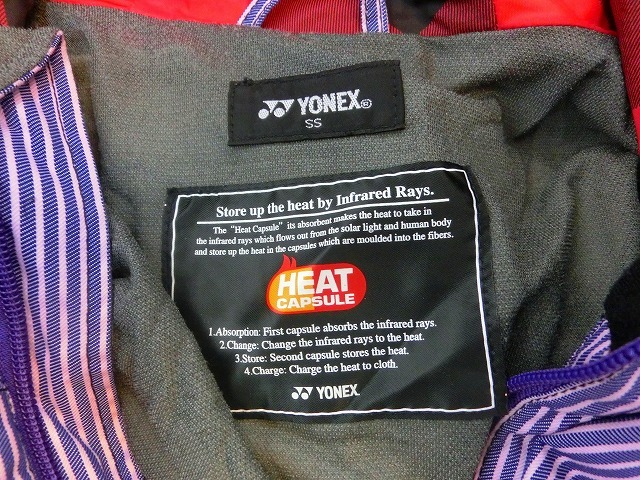 YONEX®
SS
Store up the heat by Infrared Rays.
The "Heat Capsule" its absorbent makes the heat to take in
the infrared rays which flows out from the solar light and human body
and store up the heat in the capsules which are moulded into the fibers.
HEAT
CAPSULE
1.Absorption: First capsule absorbs the infrared rays.
2.Change: Change the infrared rays to the heat.
3.Store: Second capsule stores the heat.
4.Charge: Charge the heat to cloth.
YONEX